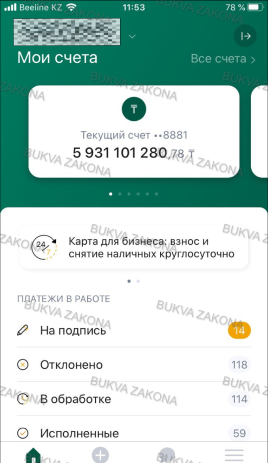 Beeline KZ 11:53 78 %
Мои счета Все счета
₸
Текущий счет ••8881
5 931 101 280,78 ₸
24
Карта для бизнеса: взнос и
снятие наличных круглосуточно
ПЛАТЕЖИ В РАБОТЕ
На подпись 14
Отклонено 118
В обработке 114
Исполненные 59
BUKVA ZAKONA